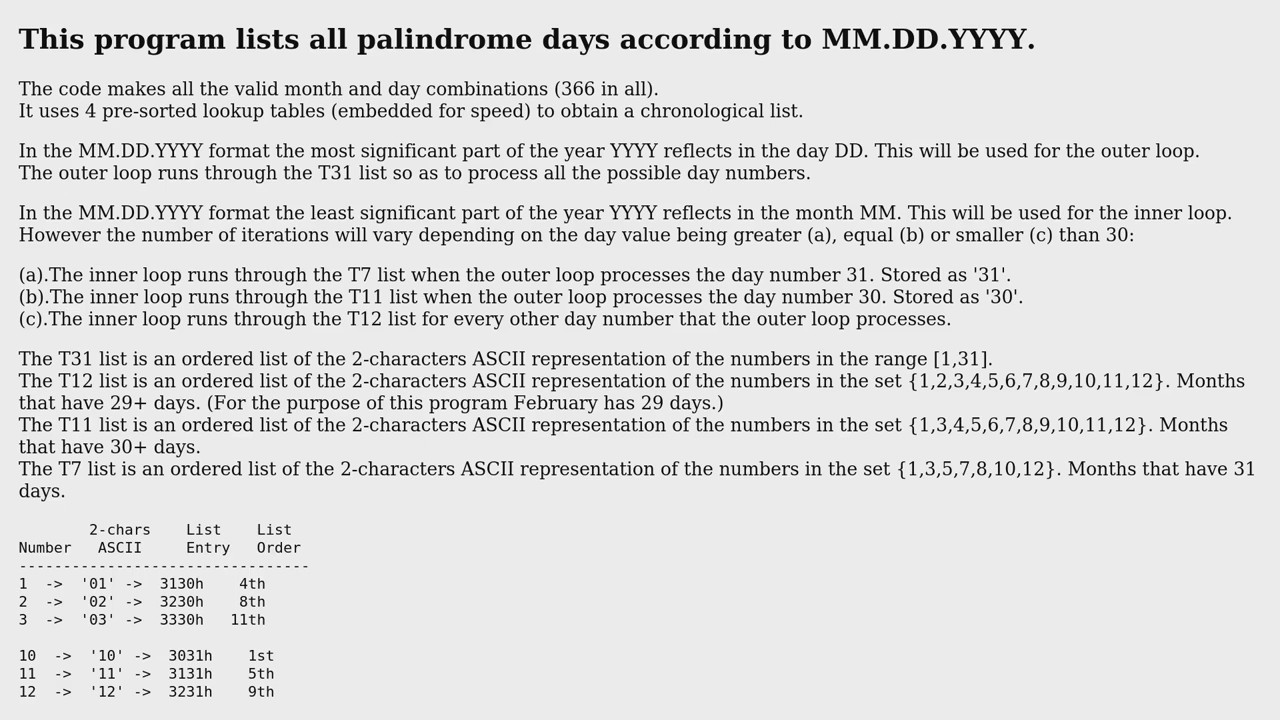 This program lists all palindrome days according to MM.DD.YYYY.
The code makes all the valid month and day combinations (366 in all).
It uses 4 pre-sorted lookup tables (embedded for speed) to obtain a chronological list.
In the MM.DD.YYYY format the most significant part of the year YYYY reflects in the day DD. This will be used for the outer loop.
The outer loop runs through the T31 list so as to process all the possible day numbers.
In the MM.DD.YYYY format the least significant part of the year YYYY reflects in the month MM. This will be used for the inner loop.
However the number of iterations will vary depending on the day value being greater (a), equal (b) or smaller (c) than 30:
(a).The inner loop runs through the T7 list when the outer loop processes the day number 31. Stored as '31'.
(b).The inner loop runs through the T11 list when the outer loop processes the day number 30. Stored as '30'.
(c).The inner loop runs through the T12 list for every other day number that the outer loop processes.
The T31 list is an ordered list of the 2-characters ASCII representation of the numbers in the range [1,31].
The T12 list is an ordered list of the 2-characters ASCII representation of the numbers in the set {1,2,3,4,5,6,7,8,9,10,11,12}. Months
that have 29+ days. (For the purpose of this program February has 29 days.)
The T11 list is an ordered list of the 2-characters ASCII representation of the numbers in the set {1,3,4,5,6,7,8,9,10,11,12}. Months
that have 30+ days.
The T7 list is an ordered list of the 2-characters ASCII representation of the numbers in the set {1,3,5,7,8,10,12}. Months that have 31
days.
        2-chars    List    List
Number   ASCII     Entry   Order
---------------------------------
1  ->  '01' ->  3130h    4th
2  ->  '02' ->  3230h    8th
3  ->  '03' ->  3330h   11th
10  ->  '10' ->  3031h    1st
11  ->  '11' ->  3131h    5th
12  ->  '12' ->  3231h    9th